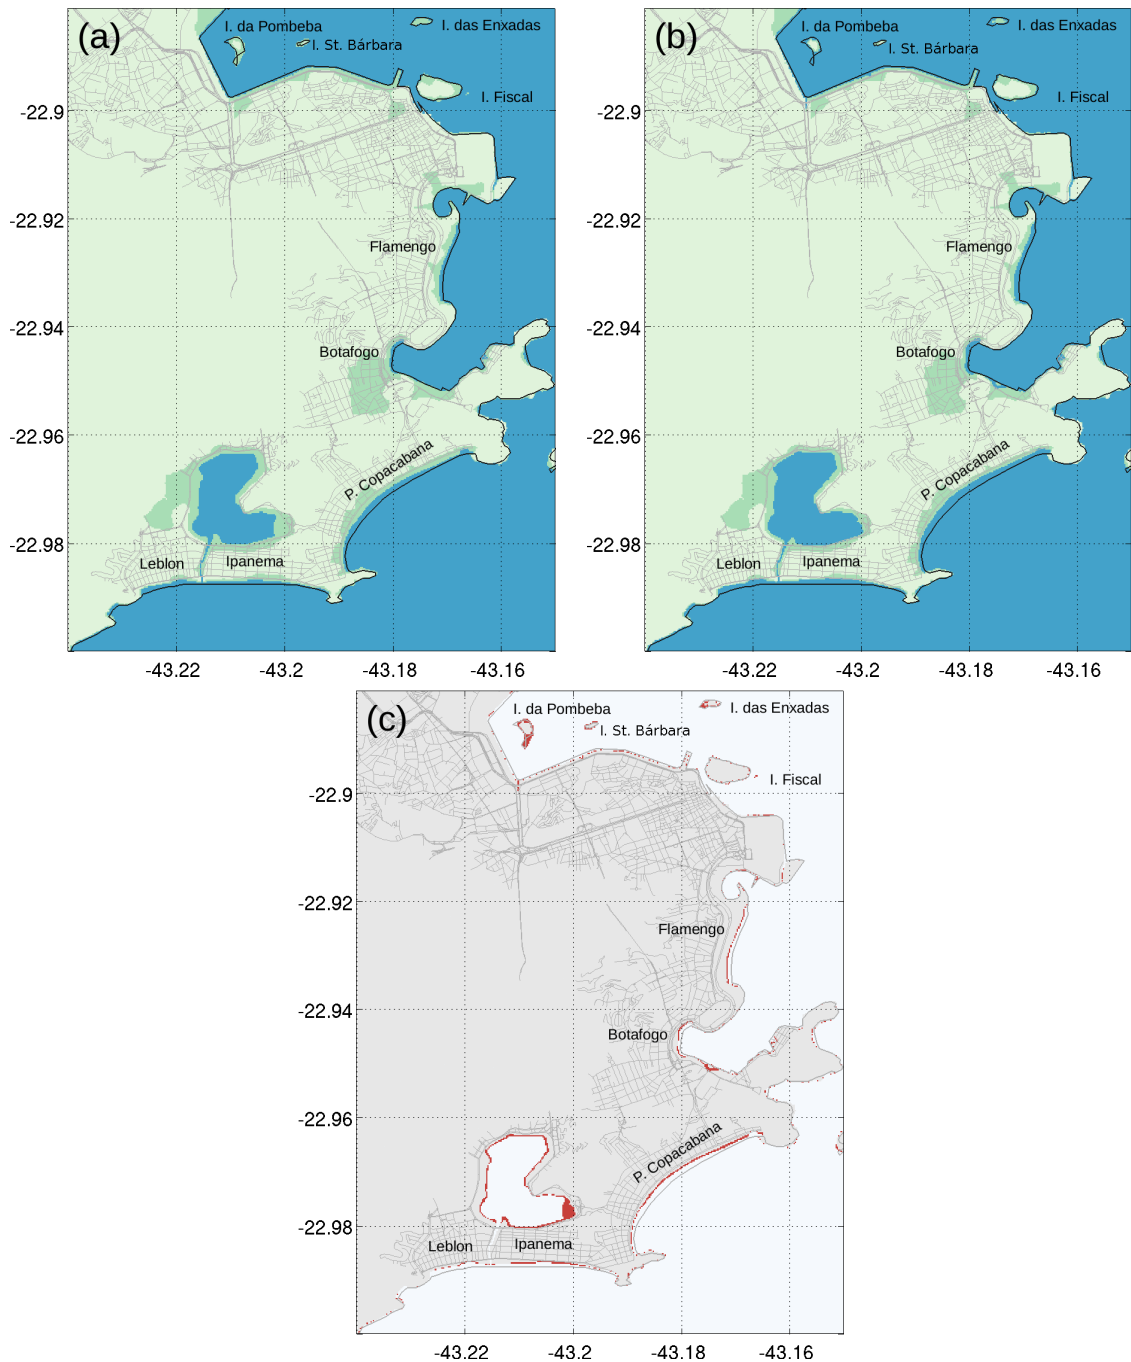 (a)
I. da Pombeba
I. das Enxadas
I. St. Bárbara
I. Fiscal
-22.9
-22.92
Flamengo
-22.94
Botafogo
-22.96
P. Copacabana
-22.98
Leblon
Ipanema
-43.22
-43.2
-43.18
-43.16
(b)
I. da Pombeba
I. das Enxadas
I. St. Bárbara
I. Fiscal
-22.9
-22.92
Flamengo
-22.94
Botafogo
-22.96
P. Copacabana
-22.98
Leblon
Ipanema
-43.22
-43.2
-43.18
-43.16
(c)
I. da Pombeba
I. das Enxadas
I. St. Bárbara
I. Fiscal
-22.9
-22.92
Flamengo
-22.94
Botafogo
-22.96
P. Copacabana
-22.98
Leblon
Ipanema
-43.22
-43.2
-43.18
-43.16